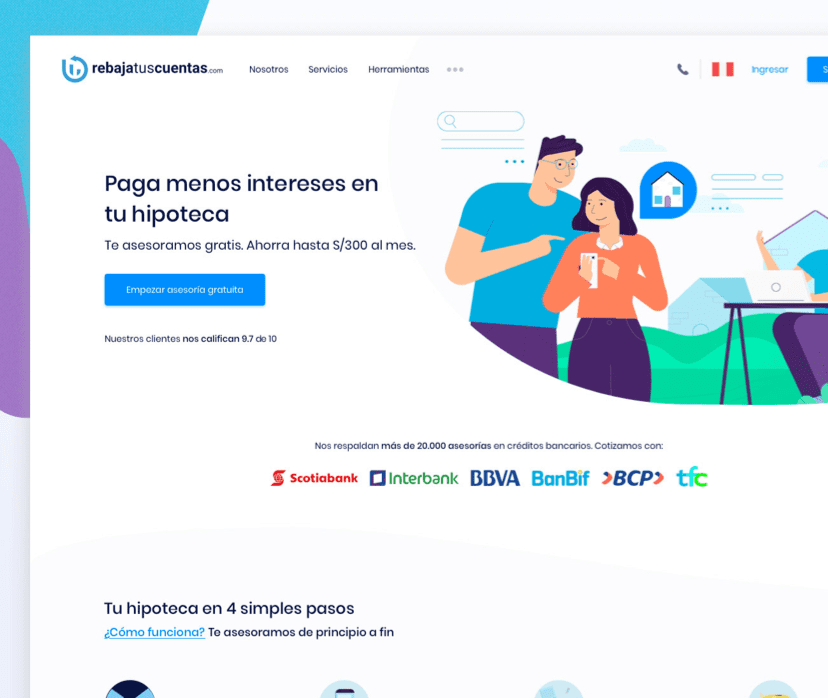 rebajatuscuentas.com
Nosotros Servicios Herramientas
Ingresar
S
Paga menos intereses en
tu hipoteca
Te asesoramos gratis. Ahorra hasta S/300 al mes.
Empezar asesoría gratuita
Nuestros clientes nos califican 9.7 de 10
Nos respaldan más de 20.000 asesorías en créditos bancarios. Cotizamos con:
Scotiabank Interbank BBVA BanBif BCP tfc
Tu hipoteca en 4 simples pasos
¿Cómo funciona? Te asesoramos de principio a fin